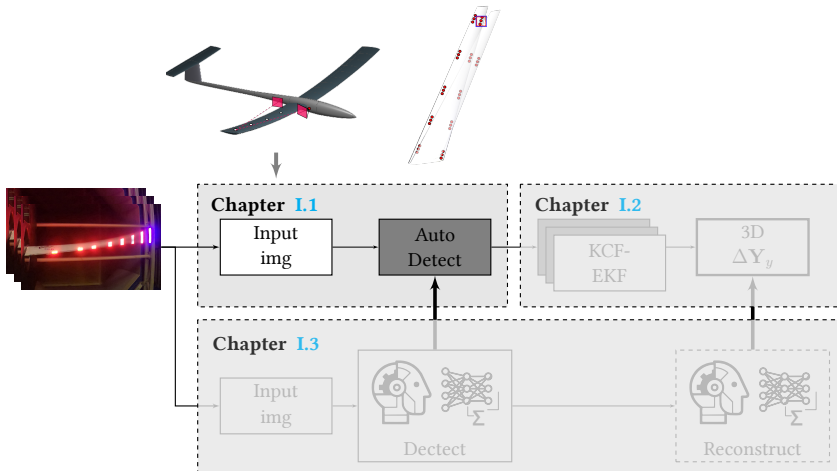 Chapter I.1
Input
img
Auto
Detect
Chapter I.2
KCF-
EKF
3D
ΔY_y
Chapter I.3
Input
img
Σ
Dectect
Σ
Reconstruct